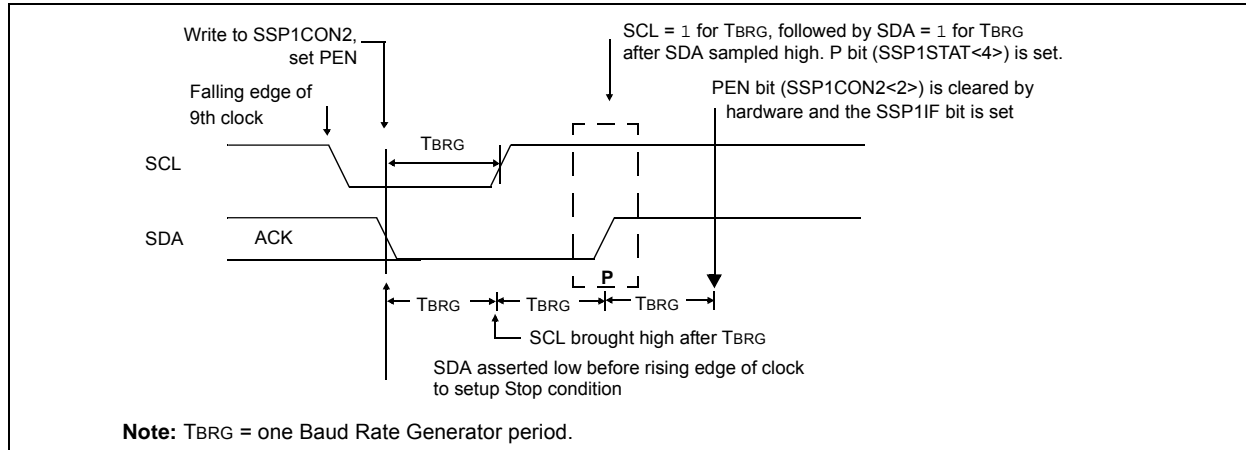 Write to SSP1CON2,
set PEN
SCL = 1 for TBRG, followed by SDA = 1 for TBRG
after SDA sampled high. P bit (SSP1STAT<4>) is set.
Falling edge of
9th clock
PEN bit (SSP1CON2<2>) is cleared by
hardware and the SSP1IF bit is set
TBRG
SCL
SDA
ACK
P
TBRG
TBRG
TBRG
SCL brought high after TBRG
SDA asserted low before rising edge of clock
to setup Stop condition
Note: TBRG = one Baud Rate Generator period.